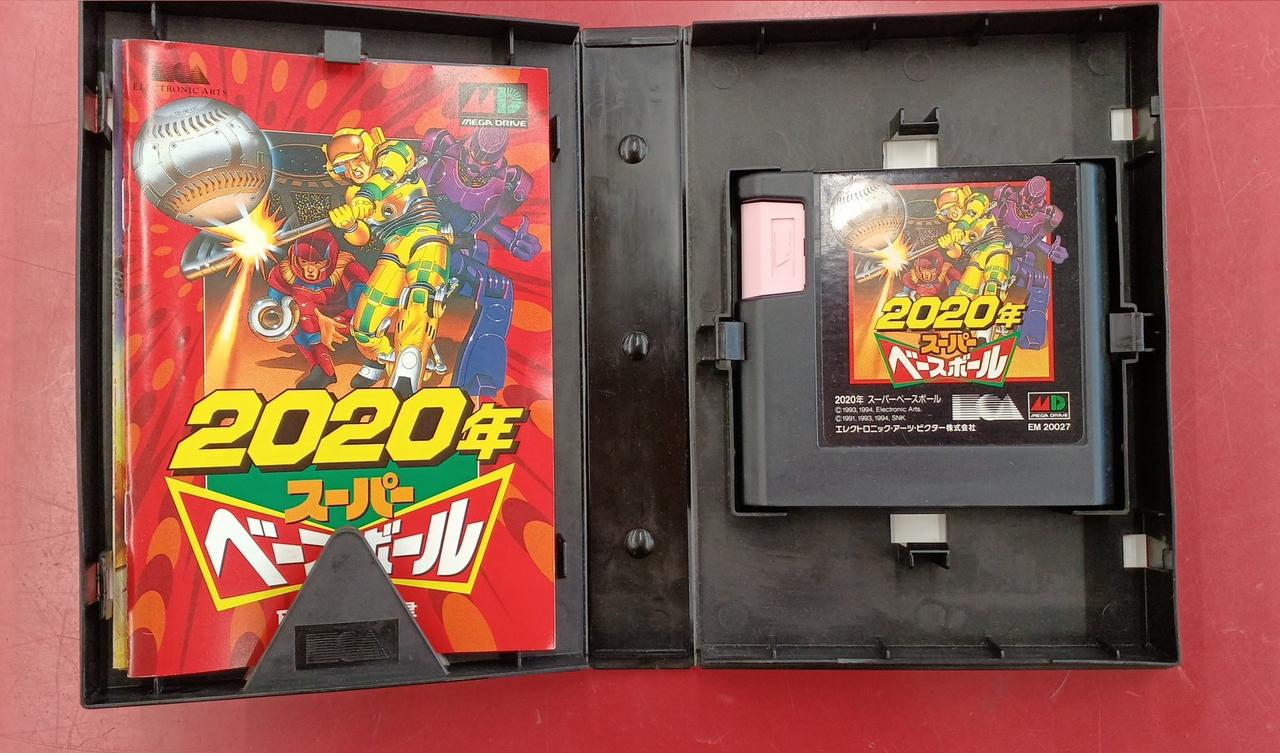 ELECTRONIC ARTS
MEGA DRIVE
2020年
スーパー
ベースボール
2020年
スーパー
ベースボール
2020年 スーパーベースボール
©1993, 1994, Electronic Arts.
©1991, 1993, 1994, SNK
エレクトロニック・アーツ・ビクター株式会社
MEGA DRIVE
EM 20027